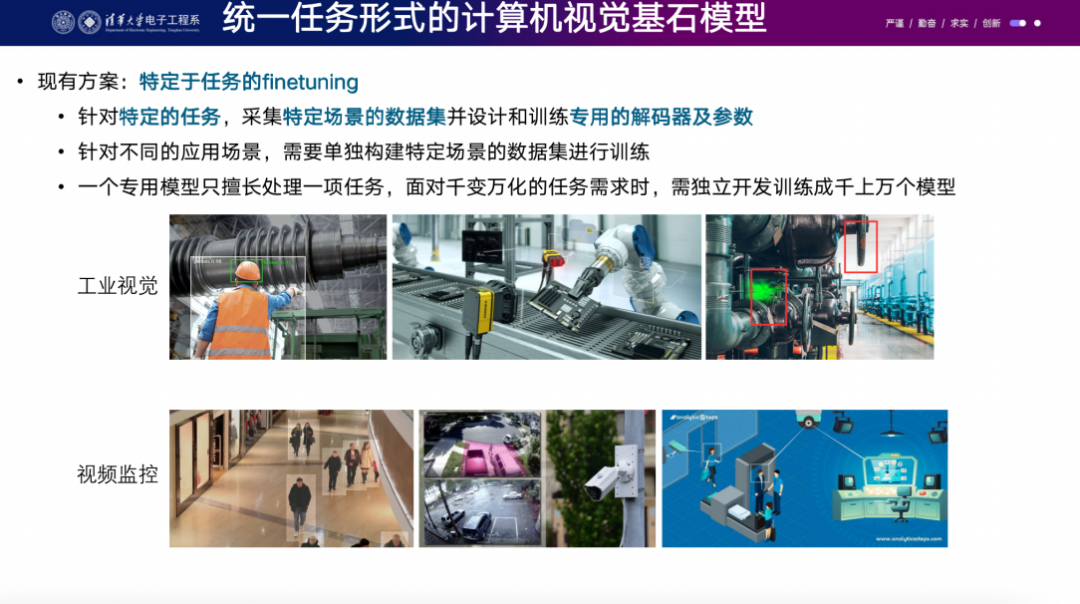 清华大学电子工程系
Department of Electronic Engineering, Tsinghua University
统一任务形式的计算机视觉基石模型
严谨 / 勤奋 / 求实 / 创新
• 现有方案：特定于任务的finetuning
• 针对特定的任务，采集特定场景的数据集并设计和训练专用的解码器及参数
• 针对不同的应用场景，需要单独构建特定场景的数据集进行训练
• 一个专用模型只擅长处理一项任务，面对千变万化的任务需求时，需独立开发训练成千上万个模型
工业视觉
视频监控
analytics steps
www.analyticssteps.com